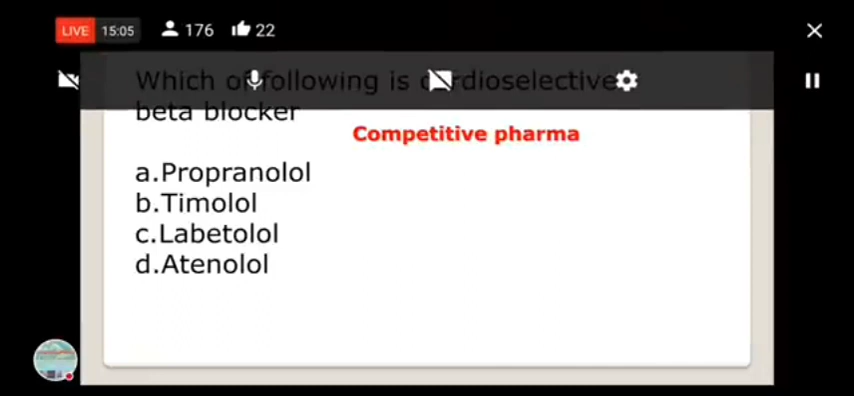 LIVE 15:05 176 22
Which of following is cardioselective
beta blocker
Competitive pharma
a.Propranolol
b.Timolol
c.Labetolol
d.Atenolol